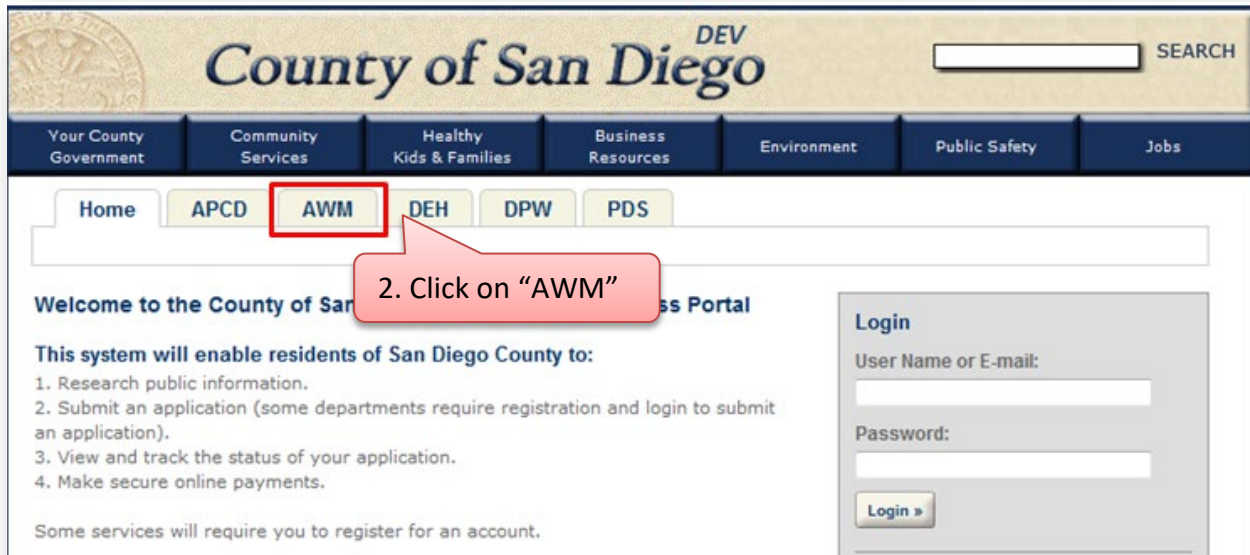 DEV
County of San Diego
SEARCH
Your County Government
Community Services
Healthy Kids & Families
Business Resources
Environment
Public Safety
Jobs
Home APCD AWM DEH DPW PDS
2. Click on “AWM”
Welcome to the County of San ss Portal
This system will enable residents of San Diego County to:
1. Research public information.
2. Submit an application (some departments require registration and login to submit
an application).
3. View and track the status of your application.
4. Make secure online payments.
Some services will require you to register for an account.
Login
User Name or E-mail:
Password:
Login »